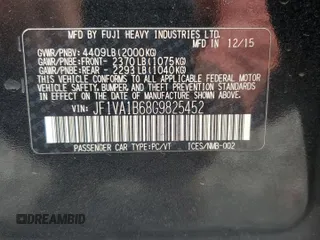 MFD BY FUJI HEAVY INDUSTRIES LTD.
12/15
GVWR/PNBV: 4409LB(2000KG)
GAWR/PNBE:FRONT- 2370LB(1075KG)
GAWR/PNBE:REAR - 2293LB(1040KG)
THIS VEHICLE CONFORMS TO ALL
APPLICABLE U.S. FEDERAL MOTOR VEHICLE
SAFETY,BUMPER, AND THEFT PREVENTION
STANDARDS IN EFFECT ON THE DATE OF
MANUFACTURE SHOWN ABOVE.
VIN: JF1VA1B68G9825452
PASSENGER CAR TYPE:PC/VT ICES/NMB-002
DREAMBID